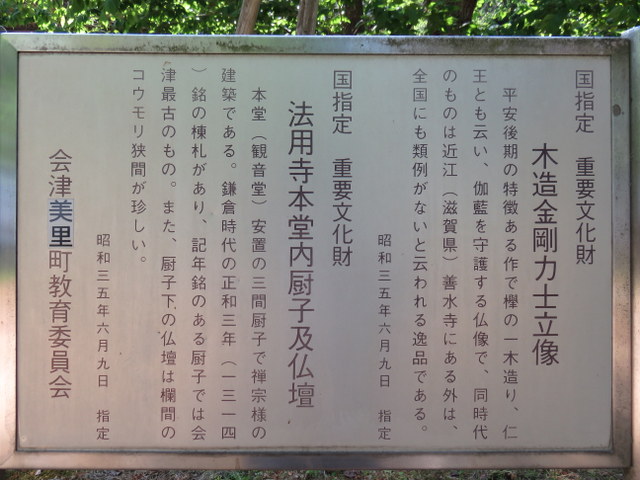 国指定　重要文化財
木造金剛力士立像
平安後期の特徴ある作で欅の一木造り、仁
王とも云い、伽藍を守護する仏像で、同時代
のものは近江（滋賀県）善水寺にある外は、
全国にも類例がないと云われる逸品である。
昭和三五年六月九日　指定
国指定　重要文化財
法用寺本堂内厨子及仏壇
本堂（観音堂）安置の三間厨子で禅宗様の
建築である。鎌倉時代の正和三年（一三一四
）銘の棟札があり、記年銘のある厨子では会
津最古のもの。また、厨子下の仏壇は欄間の
コウモリ狭間が珍しい。
昭和三五年六月九日　指定
会津美里町教育委員会